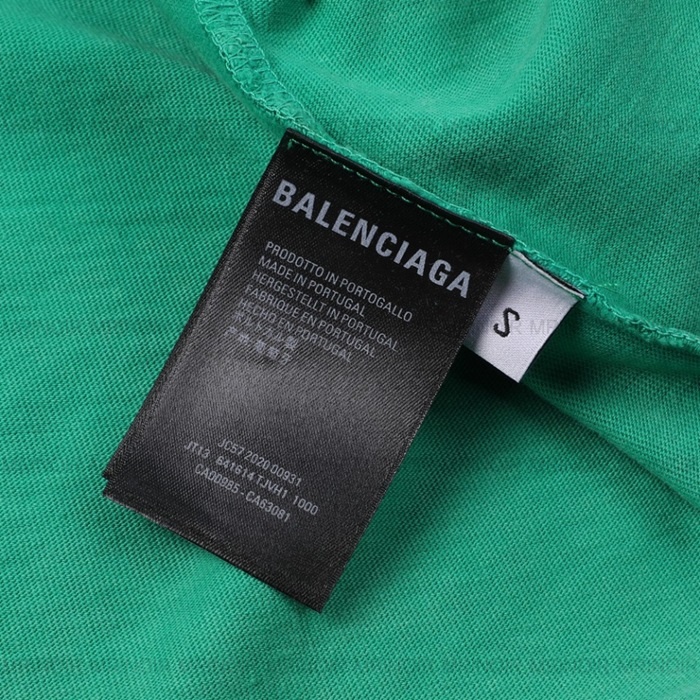 BALENCIAGA
PRODOTTO IN PORTOGALLO
MADE IN PORTUGAL
HERGESTELLT IN PORTUGAL
FABRIQUE EN PORTUGAL
HECHO EN PORTUGAL
S
JC57 2020 00931
JT13 641614 TJVH1 1000
CA00985 - CA63081